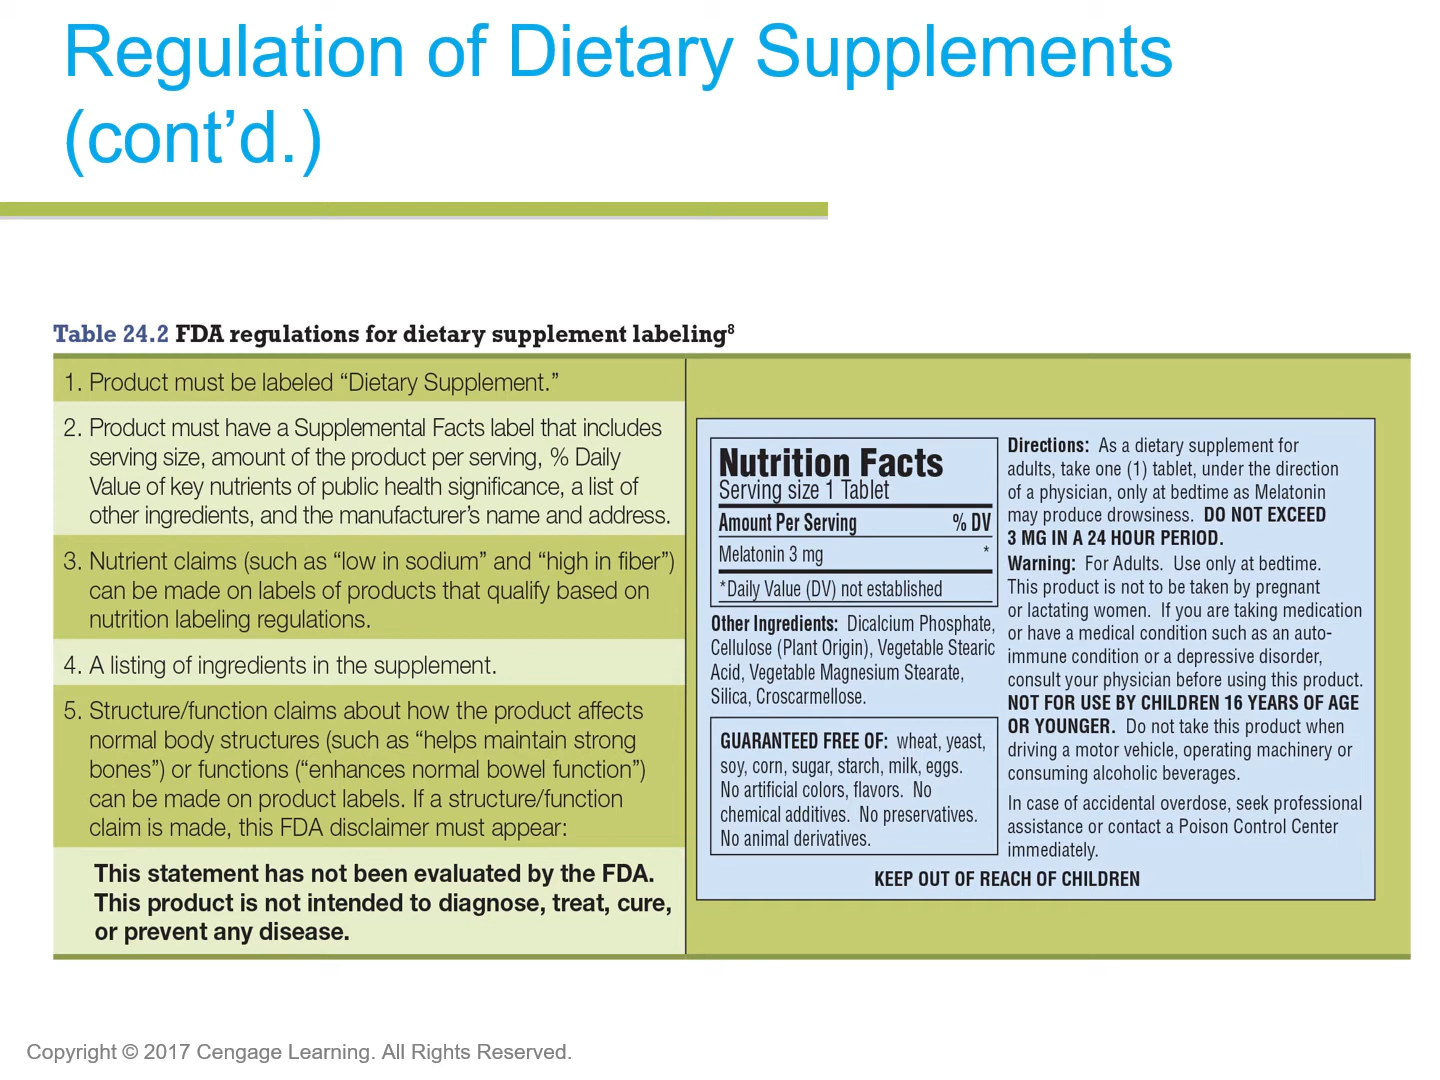 Regulation of Dietary Supplements
(cont’d.)
Table 24.2 FDA regulations for dietary supplement labeling8
1. Product must be labeled “Dietary Supplement.”
2. Product must have a Supplemental Facts label that includes
serving size, amount of the product per serving, % Daily
Value of key nutrients of public health significance, a list of
other ingredients, and the manufacturer’s name and address.
3. Nutrient claims (such as “low in sodium” and “high in fiber”)
can be made on labels of products that qualify based on
nutrition labeling regulations.
4. A listing of ingredients in the supplement.
5. Structure/function claims about how the product affects
normal body structures (such as “helps maintain strong
bones”) or functions (“enhances normal bowel function”)
can be made on product labels. If a structure/function
claim is made, this FDA disclaimer must appear:
This statement has not been evaluated by the FDA.
This product is not intended to diagnose, treat, cure,
or prevent any disease.
Nutrition Facts
Serving size 1 Tablet
Amount Per Serving % DV
Melatonin 3 mg *
*Daily Value (DV) not established
Other Ingredients: Dicalcium Phosphate,
Cellulose (Plant Origin), Vegetable Stearic
Acid, Vegetable Magnesium Stearate,
Silica, Croscarmellose.
GUARANTEED FREE OF: wheat, yeast,
soy, corn, sugar, starch, milk, eggs.
No artificial colors, flavors. No
chemical additives. No preservatives.
No animal derivatives.
Directions: As a dietary supplement for
adults, take one (1) tablet, under the direction
of a physician, only at bedtime as Melatonin
may produce drowsiness. DO NOT EXCEED
3 MG IN A 24 HOUR PERIOD.
Warning: For Adults. Use only at bedtime.
This product is not to be taken by pregnant
or lactating women. If you are taking medication
or have a medical condition such as an auto-
immune condition or a depressive disorder,
consult your physician before using this product.
NOT FOR USE BY CHILDREN 16 YEARS OF AGE
OR YOUNGER. Do not take this product when
driving a motor vehicle, operating machinery or
consuming alcoholic beverages.
In case of accidental overdose, seek professional
assistance or contact a Poison Control Center
immediately.
KEEP OUT OF REACH OF CHILDREN
Copyright © 2017 Cengage Learning. All Rights Reserved.